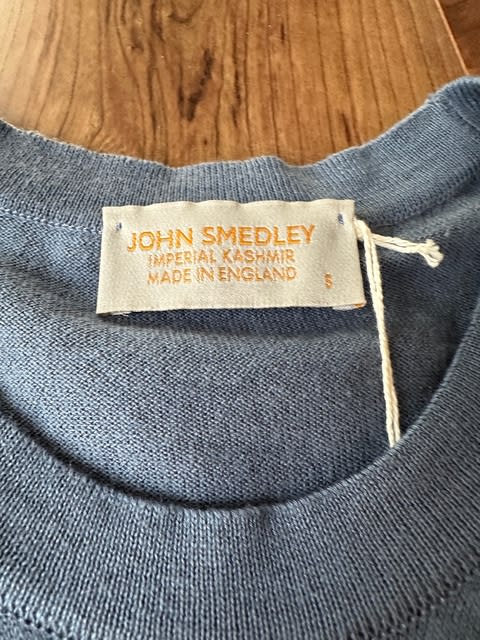 JOHN SMEDLEY
IMPERIAL KASHMIR
MADE IN ENGLAND
S